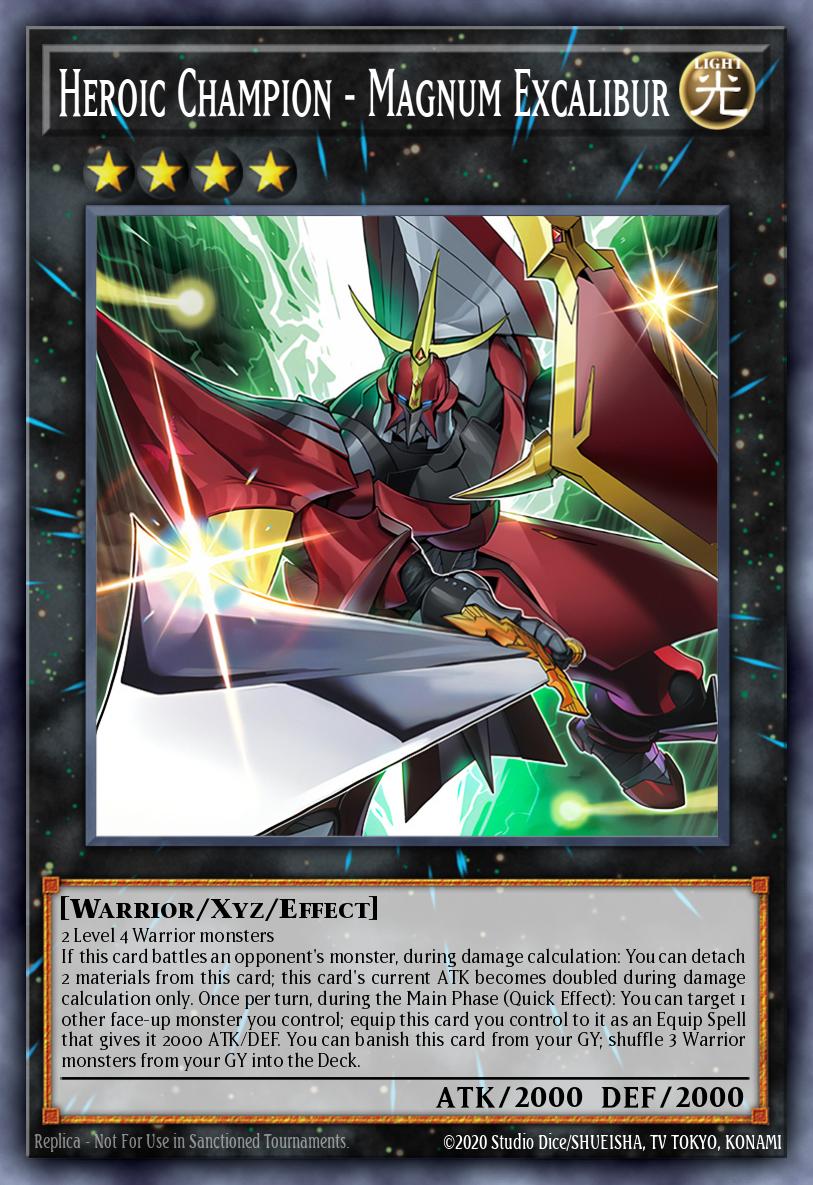 Heroic Champion - Magnum Excalibur
LIGHT
光
[Warrior/Xyz/Effect]
2 Level 4 Warrior monsters
If this card battles an opponent's monster, during damage calculation: You can detach
2 materials from this card; this card's current ATK becomes doubled during damage
calculation only. Once per turn, during the Main Phase (Quick Effect): You can target 1
other face-up monster you control; equip this card you control to it as an Equip Spell
that gives it 2000 ATK/DEF. You can banish this card from your GY; shuffle 3 Warrior
monsters from your GY into the Deck.
ATK/2000 DEF/2000
Replica - Not For Use in Sanctioned Tournaments.
©2020 Studio Dice/SHUEISHA, TV TOKYO, KONAMI